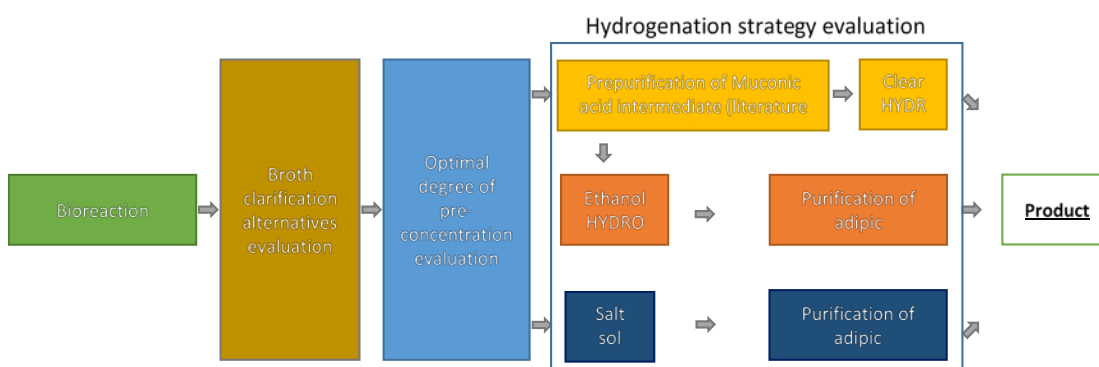 Hydrogenation strategy evaluation
Prepurification of Muconic
acid intermediate (literature
Clear
HYDR
Bioreaction
Broth
clarification
alternatives
evaluation
Optimal
degree of
pre-
concentration
evaluation
Ethanol
HYDRO
Purification of
adipic
Product
Salt
sol
Purification of
adipic